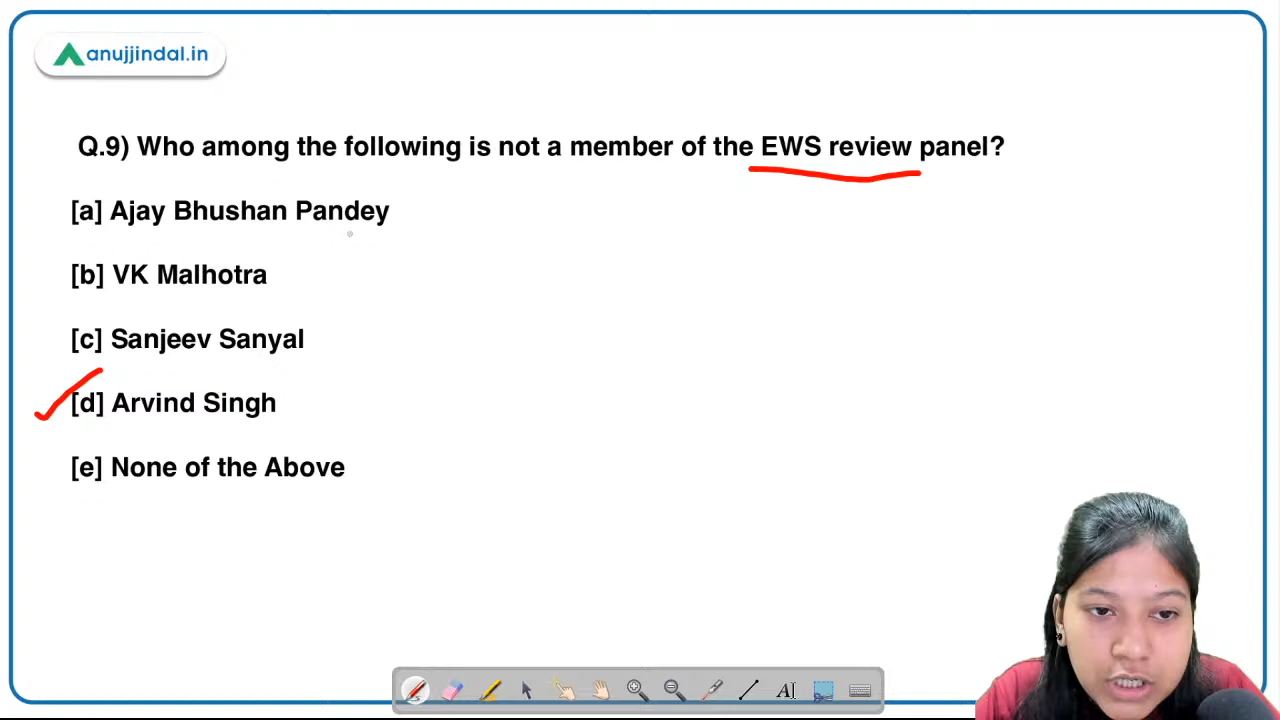 anujjindal.in
Q.9) Who among the following is not a member of the EWS review panel?
[a] Ajay Bhushan Pandey
[b] VK Malhotra
[c] Sanjeev Sanyal
[d] Arvind Singh
[e] None of the Above
AI